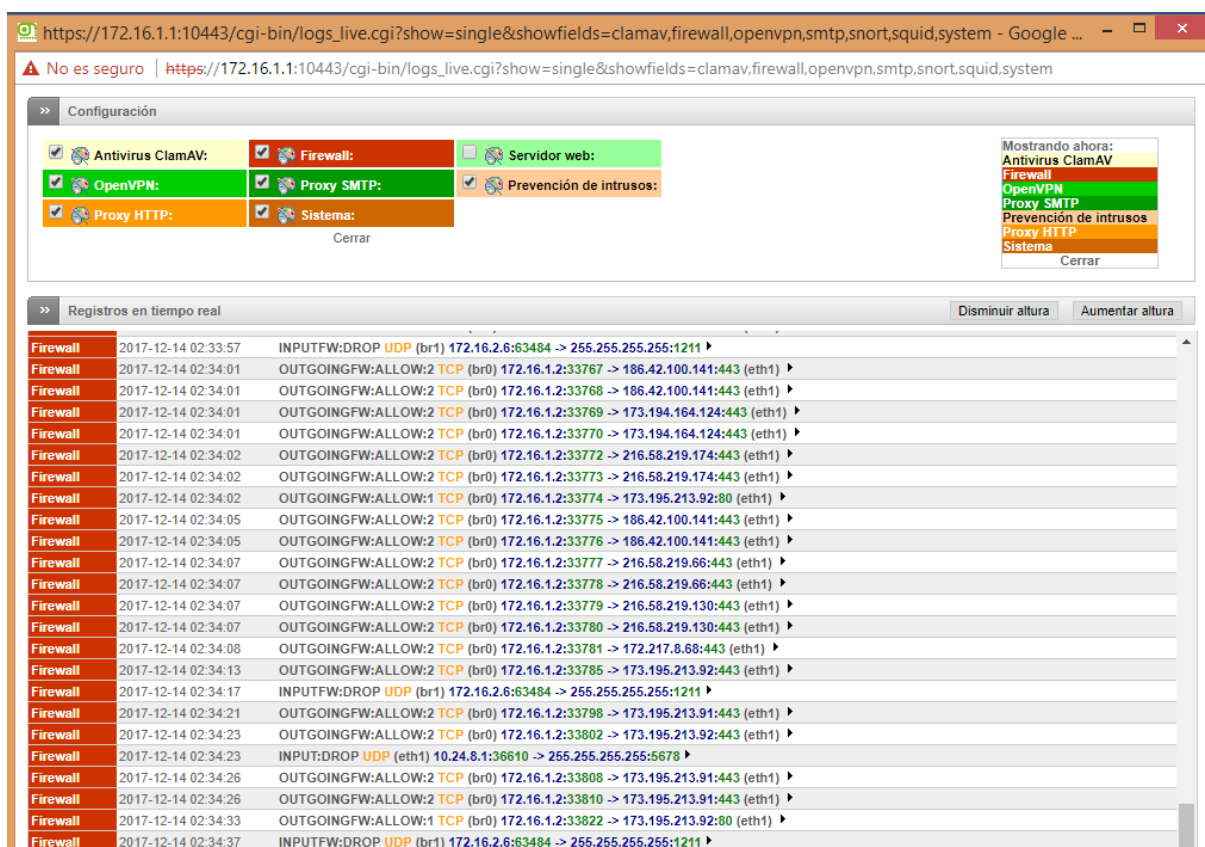 https://172.16.1.1:10443/cgi-bin/logs_live.cgi?show=single&showfields=clamav,firewall,openvpn,smtp,snort,squid,system - Google ...
No es seguro | https://172.16.1.1:10443/cgi-bin/logs_live.cgi?show=single&showfields=clamav,firewall,openvpn,smtp,snort,squid,system
Configuración
Antivirus ClamAV: Firewall: Servidor web:
OpenVPN: Proxy SMTP: Prevención de intrusos:
Proxy HTTP: Sistema:
Cerrar
Mostrando ahora:
Antivirus ClamAV
Firewall
OpenVPN
Proxy SMTP
Prevención de intrusos
Proxy HTTP
Sistema
Cerrar
Registros en tiempo real Disminuir altura Aumentar altura
Firewall 2017-12-14 02:33:57 INPUTFW:DROP UDP (br1) 172.16.2.6:63484 -> 255.255.255.255:1211
Firewall 2017-12-14 02:34:01 OUTGOINGFW:ALLOW:2 TCP (br0) 172.16.1.2:33767 -> 186.42.100.141:443 (eth1)
Firewall 2017-12-14 02:34:01 OUTGOINGFW:ALLOW:2 TCP (br0) 172.16.1.2:33768 -> 186.42.100.141:443 (eth1)
Firewall 2017-12-14 02:34:01 OUTGOINGFW:ALLOW:2 TCP (br0) 172.16.1.2:33769 -> 173.194.164.124:443 (eth1)
Firewall 2017-12-14 02:34:01 OUTGOINGFW:ALLOW:2 TCP (br0) 172.16.1.2:33770 -> 173.194.164.124:443 (eth1)
Firewall 2017-12-14 02:34:02 OUTGOINGFW:ALLOW:2 TCP (br0) 172.16.1.2:33772 -> 216.58.219.174:443 (eth1)
Firewall 2017-12-14 02:34:02 OUTGOINGFW:ALLOW:2 TCP (br0) 172.16.1.2:33773 -> 216.58.219.174:443 (eth1)
Firewall 2017-12-14 02:34:02 OUTGOINGFW:ALLOW:1 TCP (br0) 172.16.1.2:33774 -> 173.195.213.92:80 (eth1)
Firewall 2017-12-14 02:34:05 OUTGOINGFW:ALLOW:2 TCP (br0) 172.16.1.2:33775 -> 186.42.100.141:443 (eth1)
Firewall 2017-12-14 02:34:05 OUTGOINGFW:ALLOW:2 TCP (br0) 172.16.1.2:33776 -> 186.42.100.141:443 (eth1)
Firewall 2017-12-14 02:34:07 OUTGOINGFW:ALLOW:2 TCP (br0) 172.16.1.2:33777 -> 216.58.219.66:443 (eth1)
Firewall 2017-12-14 02:34:07 OUTGOINGFW:ALLOW:2 TCP (br0) 172.16.1.2:33778 -> 216.58.219.66:443 (eth1)
Firewall 2017-12-14 02:34:07 OUTGOINGFW:ALLOW:2 TCP (br0) 172.16.1.2:33779 -> 216.58.219.130:443 (eth1)
Firewall 2017-12-14 02:34:07 OUTGOINGFW:ALLOW:2 TCP (br0) 172.16.1.2:33780 -> 216.58.219.130:443 (eth1)
Firewall 2017-12-14 02:34:08 OUTGOINGFW:ALLOW:2 TCP (br0) 172.16.1.2:33781 -> 172.217.8.68:443 (eth1)
Firewall 2017-12-14 02:34:13 OUTGOINGFW:ALLOW:2 TCP (br0) 172.16.1.2:33785 -> 173.195.213.92:443 (eth1)
Firewall 2017-12-14 02:34:17 INPUTFW:DROP UDP (br1) 172.16.2.6:63484 -> 255.255.255.255:1211
Firewall 2017-12-14 02:34:21 OUTGOINGFW:ALLOW:2 TCP (br0) 172.16.1.2:33798 -> 173.195.213.91:443 (eth1)
Firewall 2017-12-14 02:34:23 OUTGOINGFW:ALLOW:2 TCP (br0) 172.16.1.2:33802 -> 173.195.213.92:443 (eth1)
Firewall 2017-12-14 02:34:23 INPUT:DROP UDP (eth1) 10.24.8.1:36610 -> 255.255.255.255:5678
Firewall 2017-12-14 02:34:26 OUTGOINGFW:ALLOW:2 TCP (br0) 172.16.1.2:33808 -> 173.195.213.91:443 (eth1)
Firewall 2017-12-14 02:34:26 OUTGOINGFW:ALLOW:2 TCP (br0) 172.16.1.2:33810 -> 173.195.213.91:443 (eth1)
Firewall 2017-12-14 02:34:33 OUTGOINGFW:ALLOW:1 TCP (br0) 172.16.1.2:33822 -> 173.195.213.92:80 (eth1)
Firewall 2017-12-14 02:34:37 INPUTFW:DROP UDP (br1) 172.16.2.6:63484 -> 255.255.255.255:1211